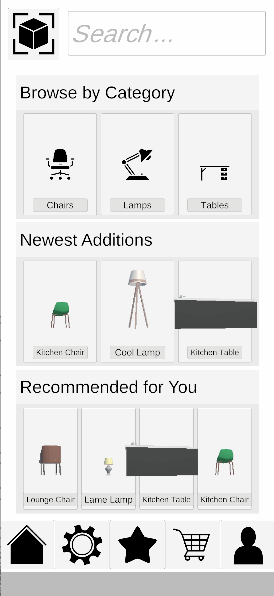 Search...
Browse by Category
Chairs
Lamps
Tables
Newest Additions
Kitchen Chair
Cool Lamp
Kitchen Table
Recommended for You
Lounge Chair
Lame Lamp
Kitchen Table
Kitchen Chair